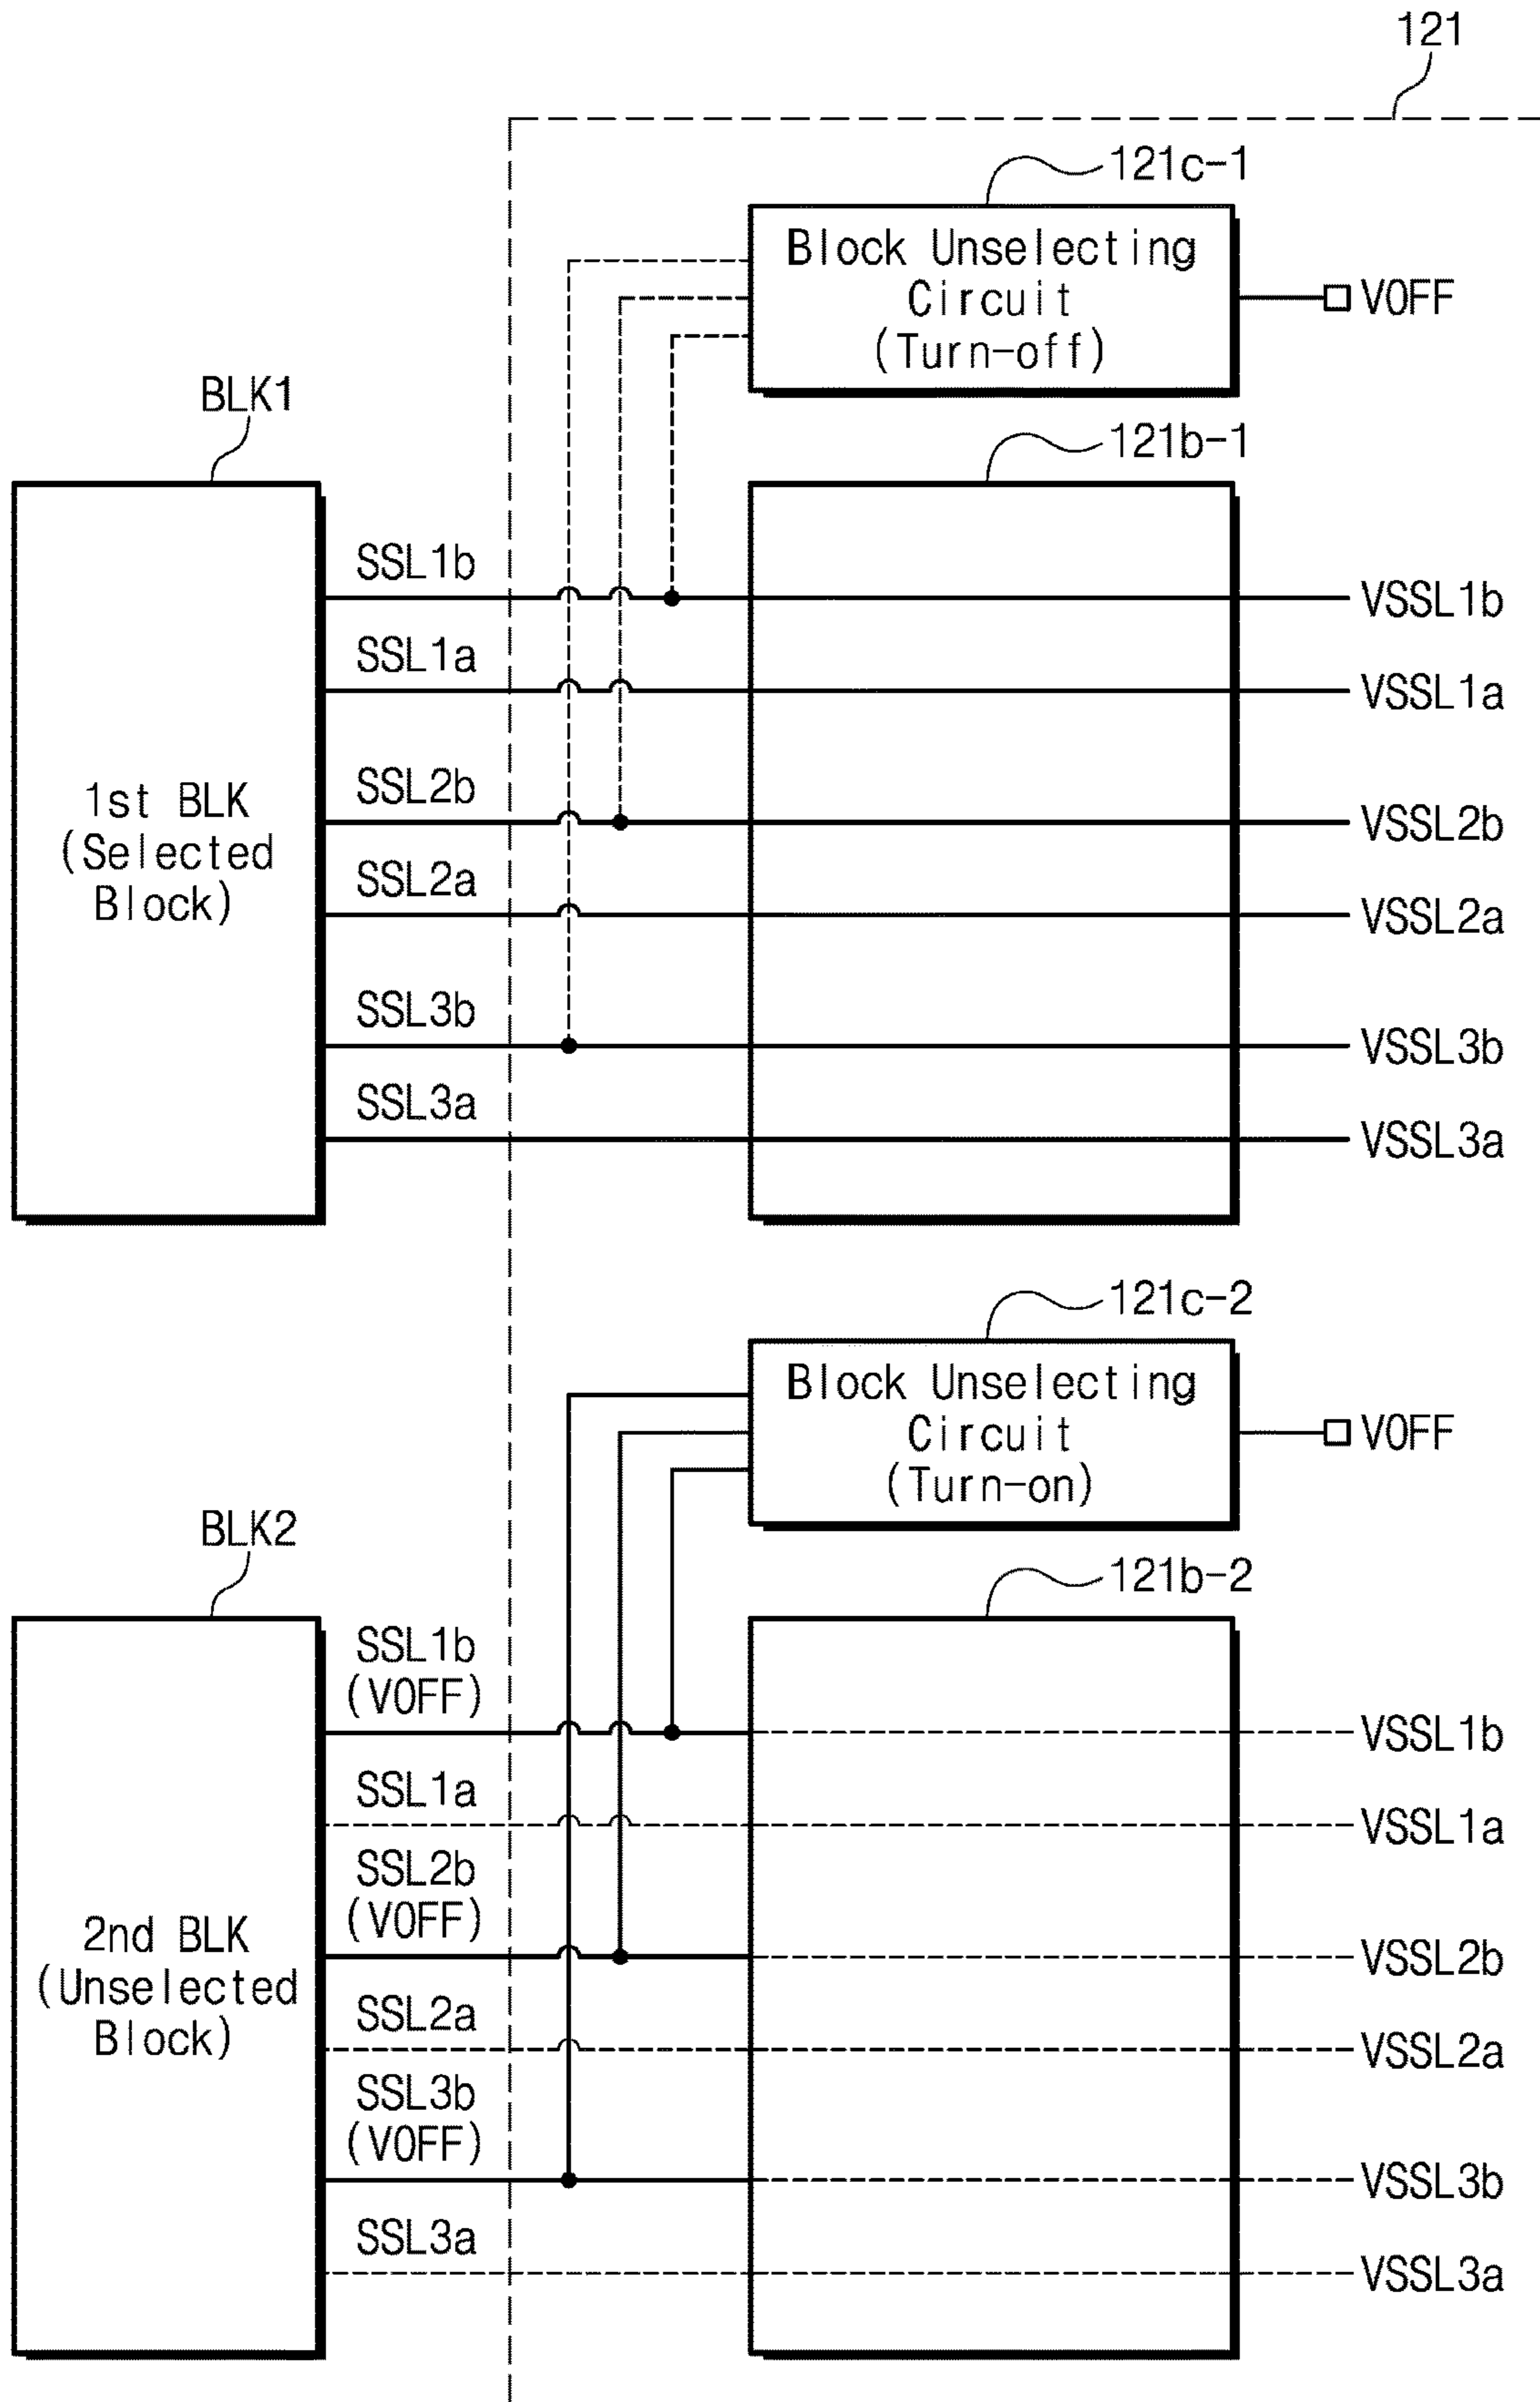 121
121c-1
Block Unselecting
Circuit
(Turn-off)
VOFF
BLK1
121b-1
1st BLK
(Selected
Block)
SSL1b
VSSL1b
SSL1a
VSSL1a
SSL2b
VSSL2b
SSL2a
VSSL2a
SSL3b
VSSL3b
SSL3a
VSSL3a
121c-2
Block Unselecting
Circuit
(Turn-on)
VOFF
BLK2
121b-2
2nd BLK
(Unselected
Block)
SSL1b
(VOFF)
VSSL1b
SSL1a
VSSL1a
SSL2b
(VOFF)
VSSL2b
SSL2a
VSSL2a
SSL3b
(VOFF)
VSSL3b
SSL3a
VSSL3a